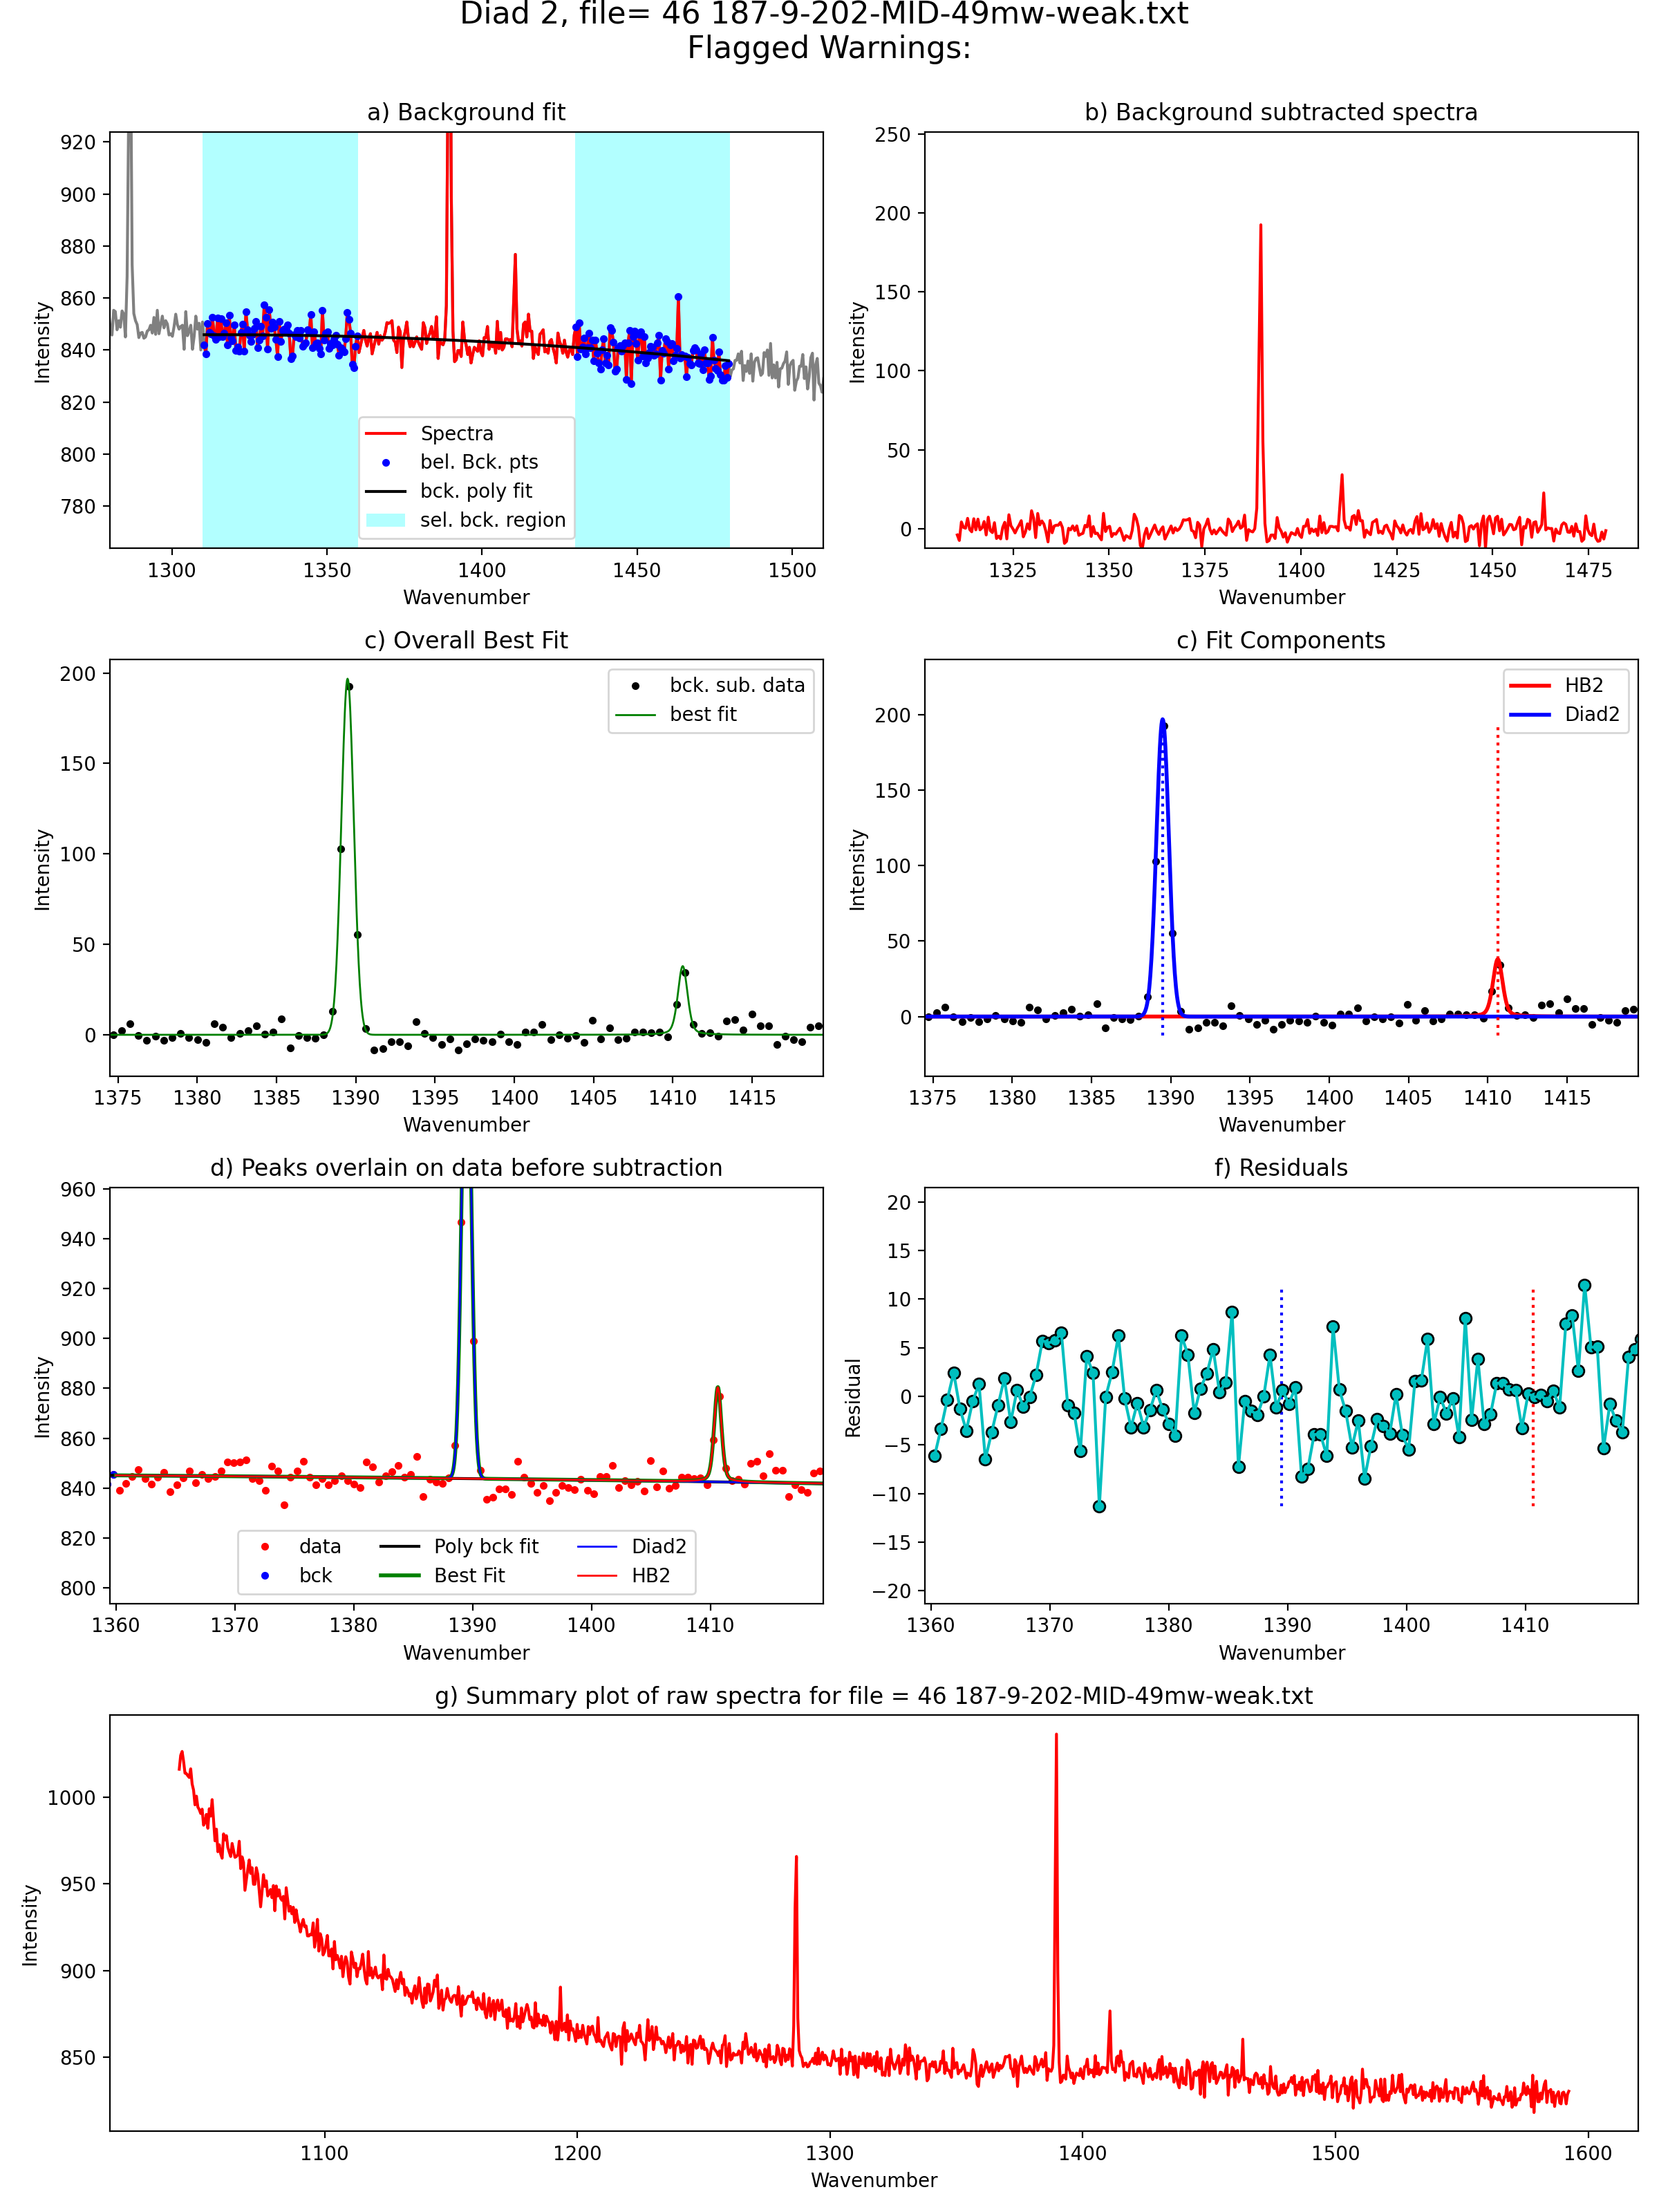 Diad 2, file= 46 187-9-202-MID-49mw-weak.txt
Flagged Warnings:
a) Background fit
920
900
880
860
840
820
800
780
Intensity
Spectra
bel. Bck. pts
bck. poly fit
sel. bck. region
1300 1350 1400 1450 1500
Wavenumber
b) Background subtracted spectra
250
200
150
100
50
0
Intensity
1325 1350 1375 1400 1425 1450 1475
Wavenumber
c) Overall Best Fit
200
150
100
50
0
Intensity
bck. sub. data
best fit
1375 1380 1385 1390 1395 1400 1405 1410 1415
Wavenumber
c) Fit Components
200
150
100
50
0
Intensity
HB2
Diad2
1375 1380 1385 1390 1395 1400 1405 1410 1415
Wavenumber
d) Peaks overlain on data before subtraction
960
940
920
900
880
860
840
820
800
Intensity
data Poly bck fit Diad2
bck Best Fit HB2
1360 1370 1380 1390 1400 1410
Wavenumber
f) Residuals
20
15
10
5
0
−5
−10
−15
−20
Residual
1360 1370 1380 1390 1400 1410
Wavenumber
g) Summary plot of raw spectra for file = 46 187-9-202-MID-49mw-weak.txt
1000
950
900
850
Intensity
1100 1200 1300 1400 1500 1600
Wavenumber